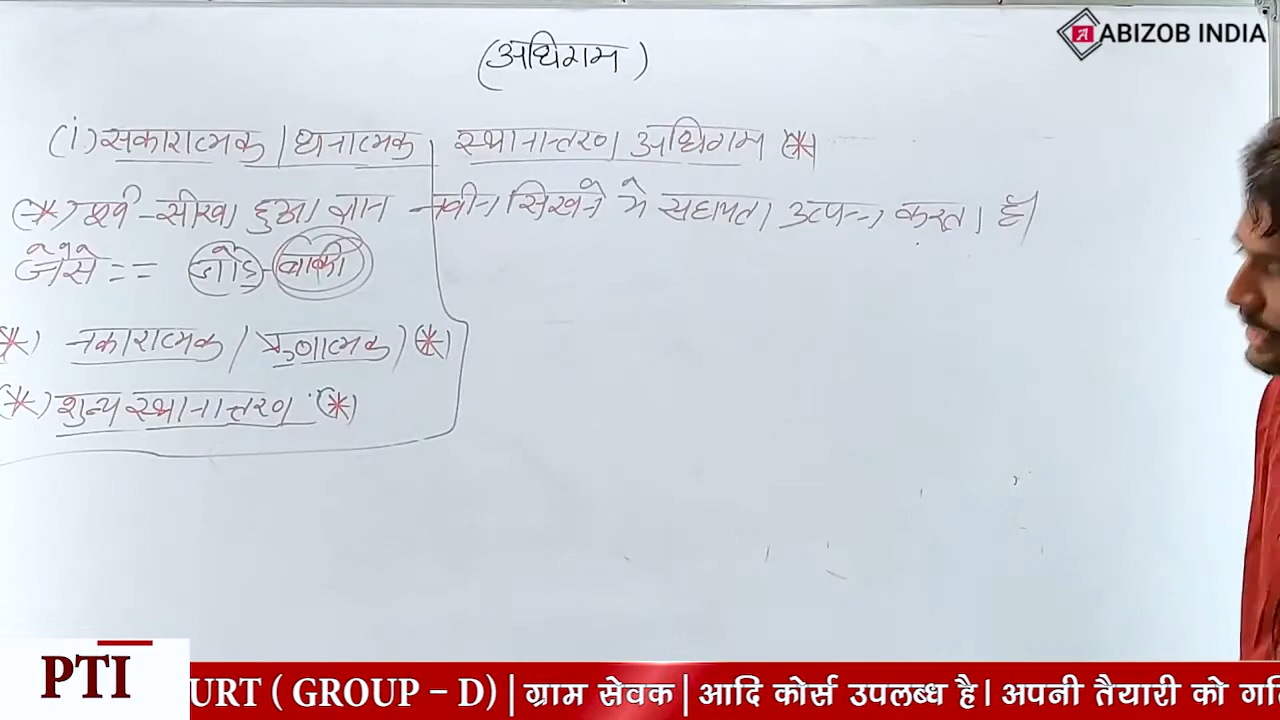 ABIZOB INDIA
(अधिगम)
(i) सकारात्मक / धनात्मक स्थानान्तरण अधिगम (*)
(*) पूर्व सीखा हुआ ज्ञान नवीन सिखने मे सहायता उत्पन्न करता है।
जैसे == जोड़ - बाकी
(*) नकारात्मक / ऋणात्मक) (*)
(*) शुन्य स्थानान्तरण (*)
PTI
URT ( GROUP - D) | ग्राम सेवक | आदि कोर्स उपलब्ध है। अपनी तैयारी को